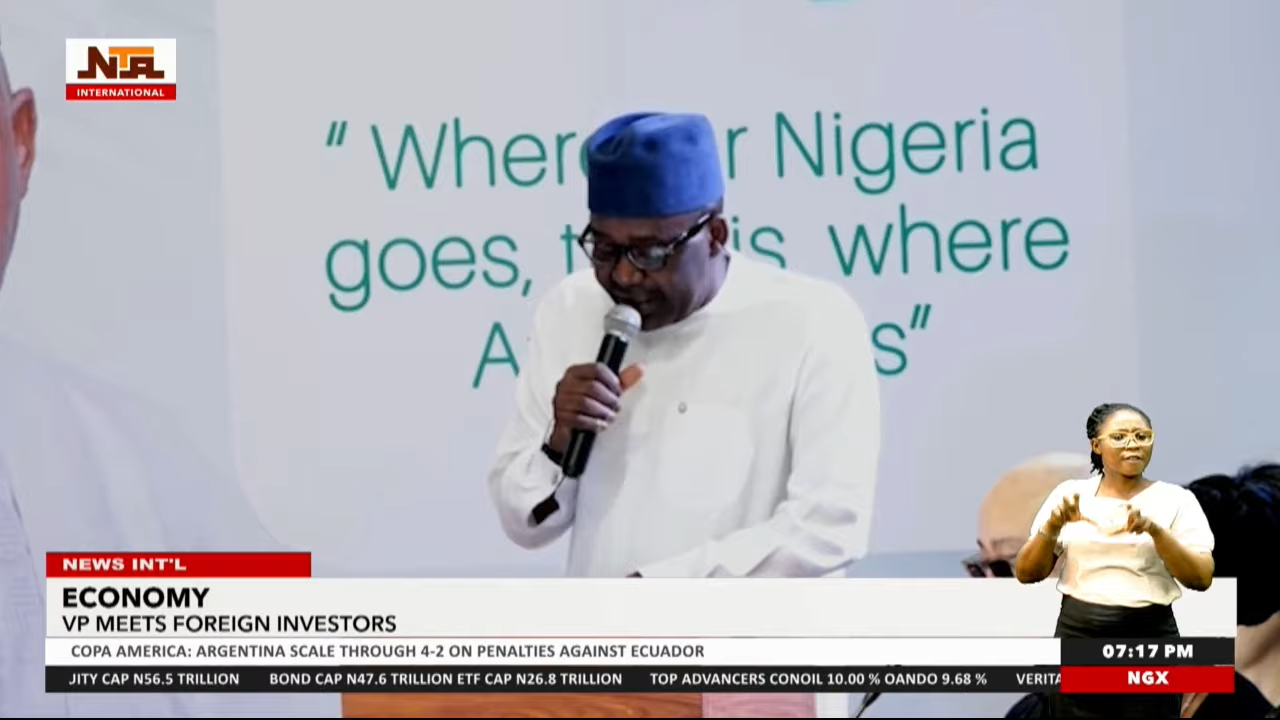 NTA
INTERNATIONAL
" Where r Nigeria
goes, t is where
A s"
NEWS INT'L
ECONOMY
VP MEETS FOREIGN INVESTORS
COPA AMERICA: ARGENTINA SCALE THROUGH 4-2 ON PENALTIES AGAINST ECUADOR
07:17 PM
JITY CAP N56.5 TRILLION BOND CAP N47.6 TRILLION ETF CAP N26.8 TRILLION TOP ADVANCERS CONOIL 10.00 % OANDO 9.68 % VERITA
NGX